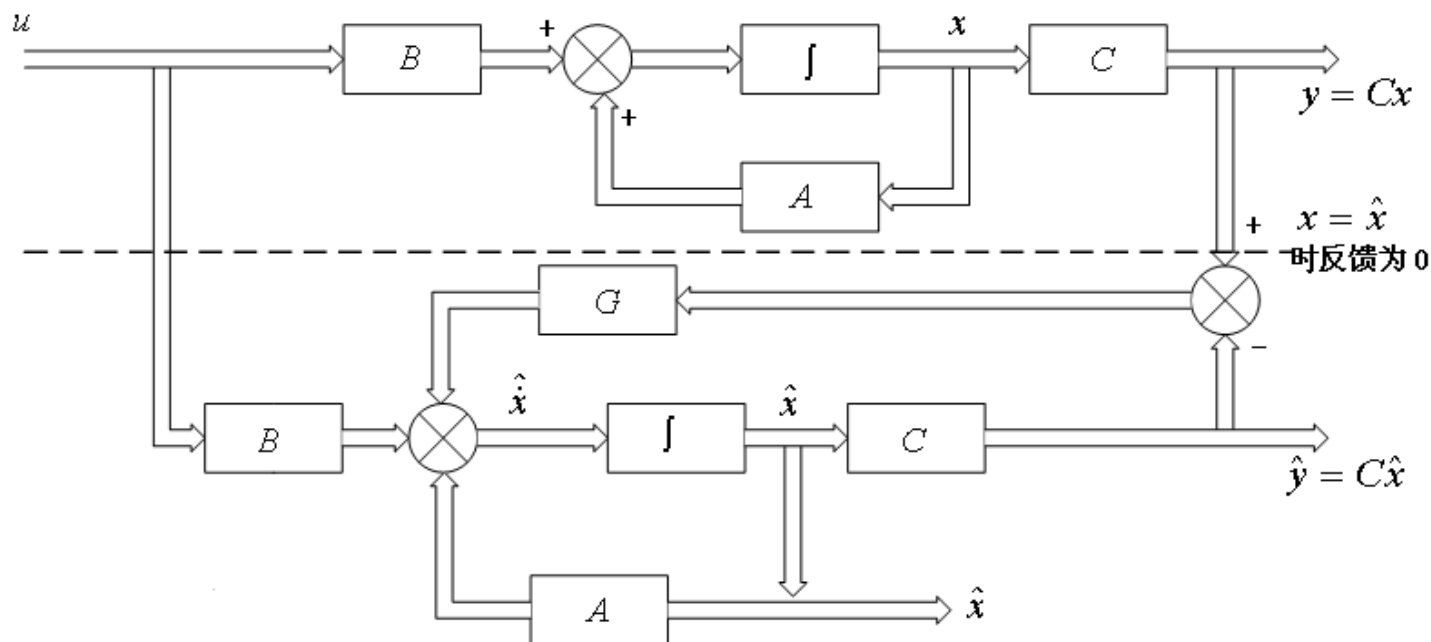 u
B
+
∫
x
C
y = Cx
+
A
+
x = x̂
时反馈为 0
G
−
B
x̂̇
∫
x̂
C
ŷ = Cx̂
A
x̂